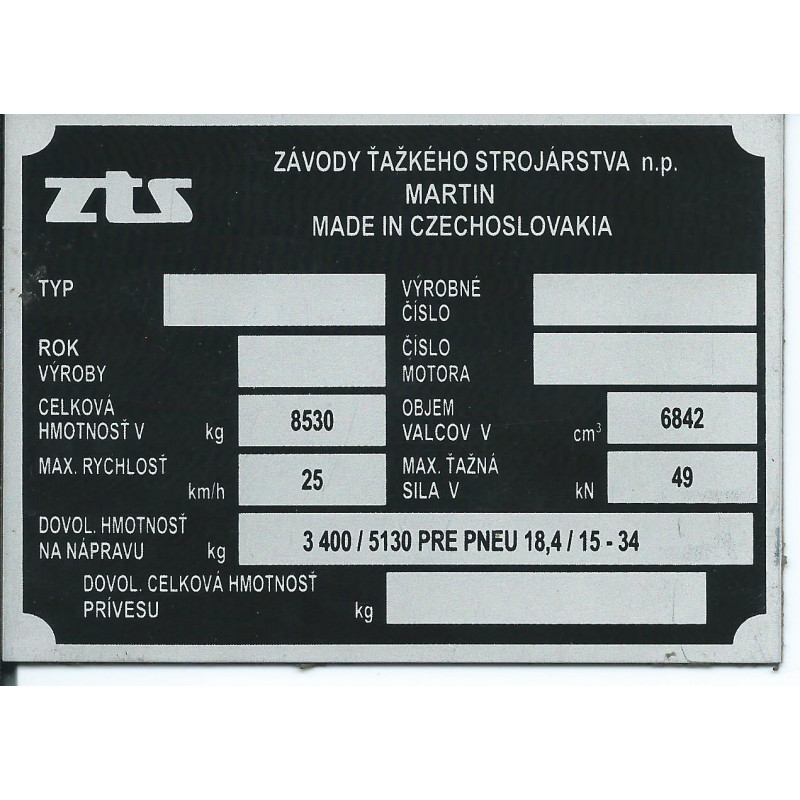 zts
ZÁVODY ŤAŽKÉHO STROJÁRSTVA n.p.
MARTIN
MADE IN CZECHOSLOVAKIA
TYP
VÝROBNÉ
ČÍSLO
ROK
VÝROBY
ČÍSLO
MOTORA
CELKOVÁ
HMOTNOSŤ V kg 8530
OBJEM
VALCOV V cm³ 6842
MAX. RYCHLOSŤ
km/h 25
MAX. ŤAŽNÁ
SILA V kN 49
DOVOL. HMOTNOSŤ
NA NÁPRAVU kg 3 400 / 5130 PRE PNEU 18,4 / 15 - 34
DOVOL. CELKOVÁ HMOTNOSŤ
PRÍVESU kg